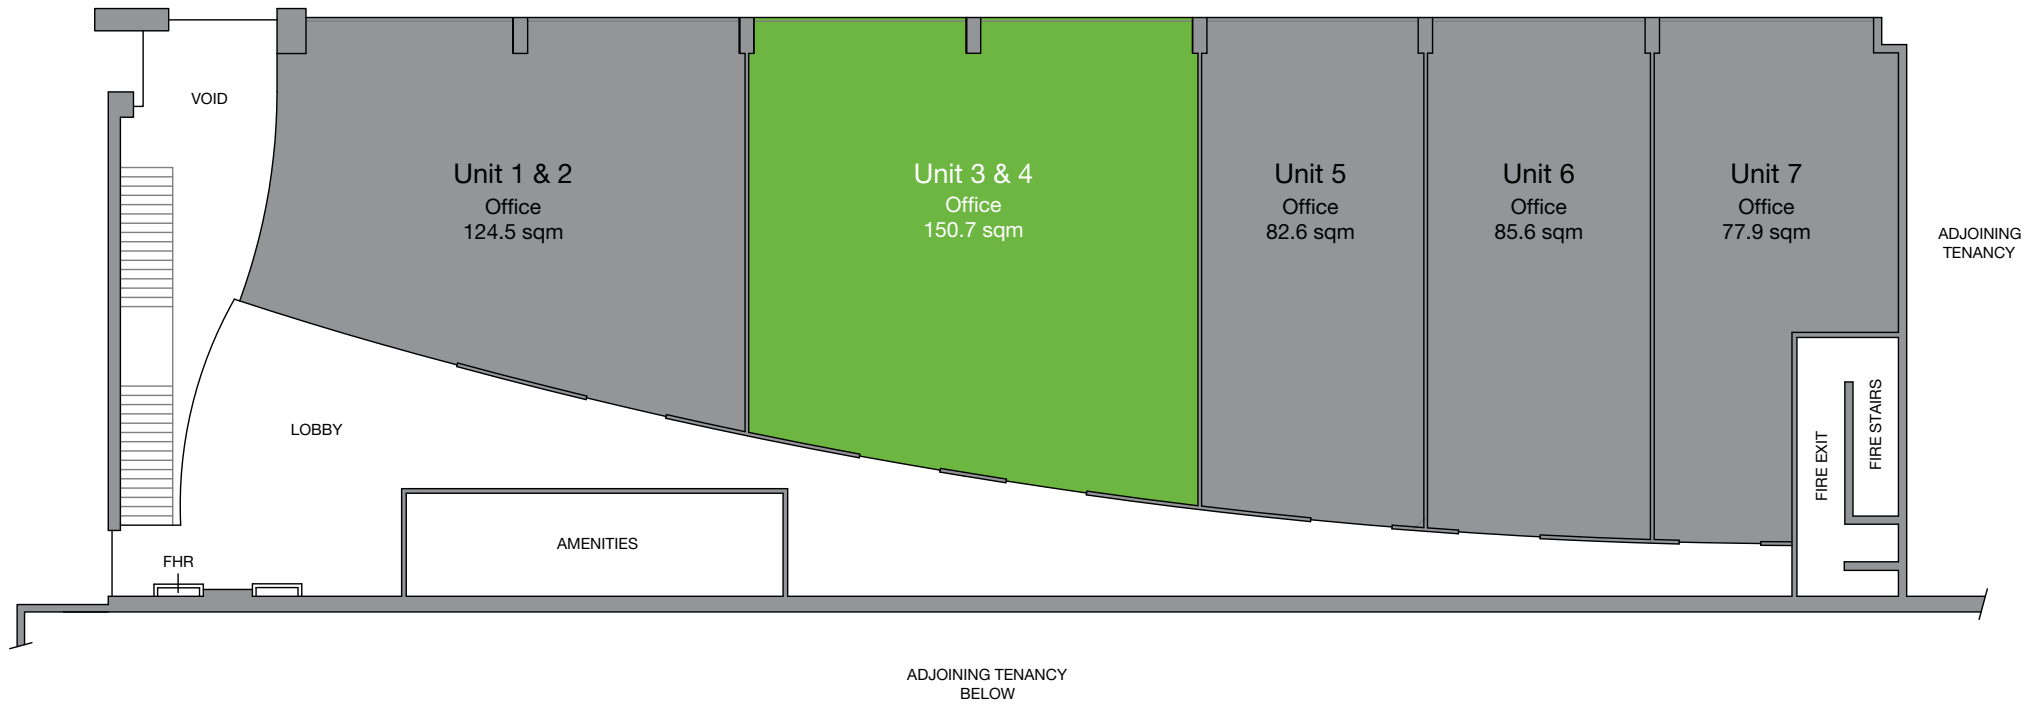 VOID
Unit 1 & 2
Office
124.5 sqm
Unit 3 & 4
Office
150.7 sqm
Unit 5
Office
82.6 sqm
Unit 6
Office
85.6 sqm
Unit 7
Office
77.9 sqm
ADJOINING
TENANCY
LOBBY
FIRE EXIT
FIRE STAIRS
AMENITIES
FHR
ADJOINING TENANCY
BELOW